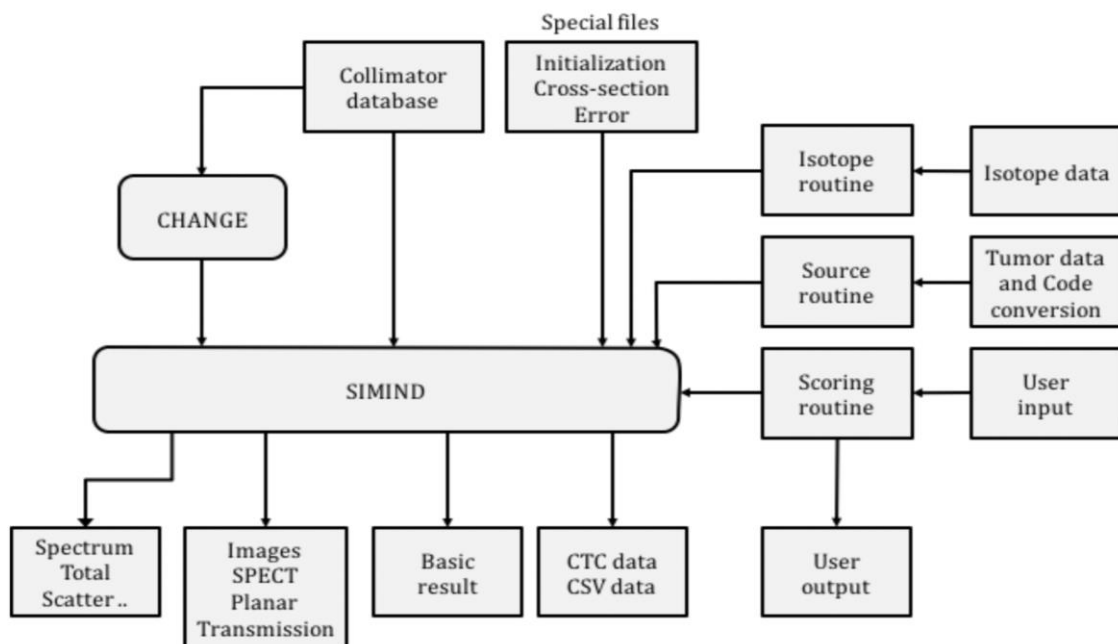 Special files
Collimator
database
Initialization
Cross-section
Error
Isotope
routine
Isotope data
CHANGE
Source
routine
Tumor data
and Code
conversion
SIMIND
Scoring
routine
User
input
Spectrum
Total
Scatter ..
Images
SPECT
Planar
Transmission
Basic
result
CTC data
CSV data
User
output